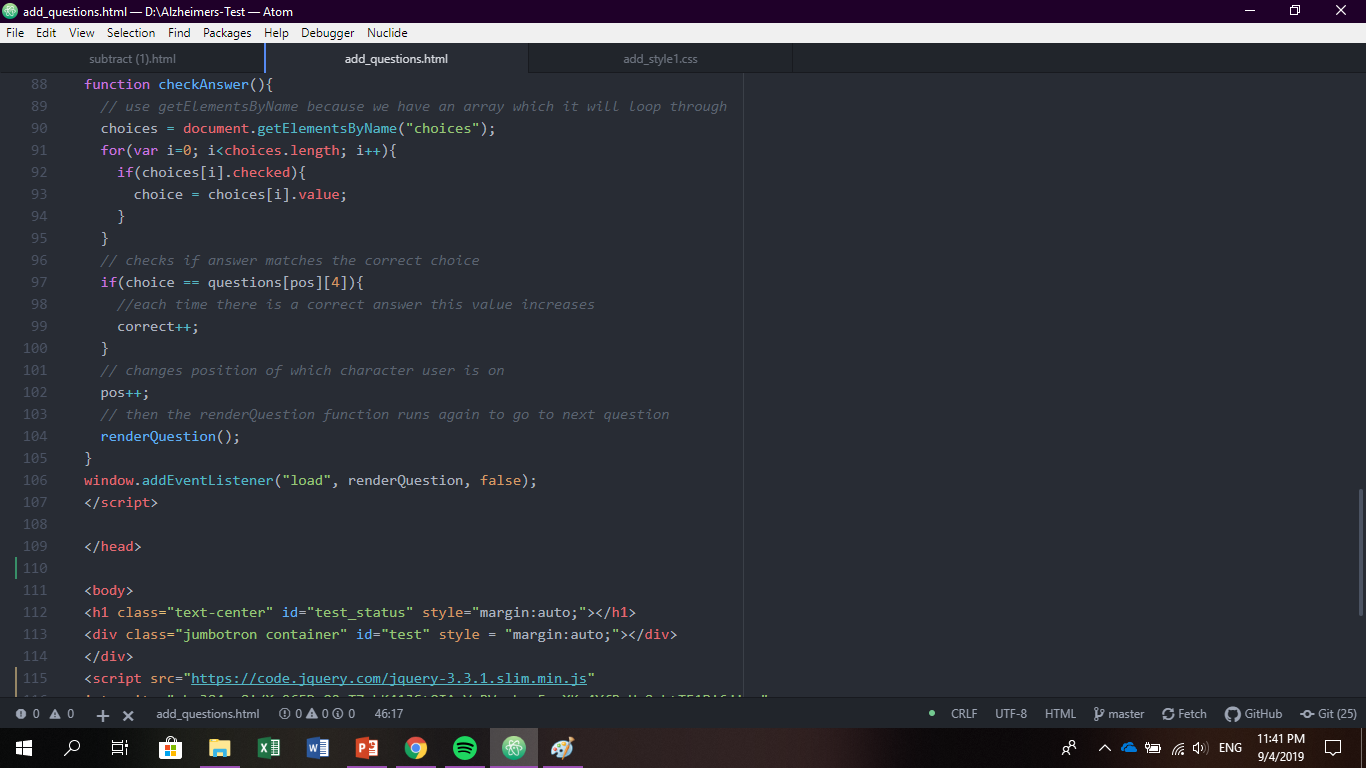 add_questions.html — D:\Alzheimers-Test — Atom
File Edit View Selection Find Packages Help Debugger Nuclide
subtract (1).html add_questions.html add_style1.css
88 function checkAnswer(){
89 // use getElementsByName because we have an array which it will loop through
90 choices = document.getElementsByName("choices");
91 for(var i=0; i<choices.length; i++){
92 if(choices[i].checked){
93 choice = choices[i].value;
94 }
95 }
96 // checks if answer matches the correct choice
97 if(choice == questions[pos][4]){
98 //each time there is a correct answer this value increases
99 correct++;
100 }
101 // changes position of which character user is on
102 pos++;
103 // then the renderQuestion function runs again to go to next question
104 renderQuestion();
105 }
106 window.addEventListener("load", renderQuestion, false);
107 </script>
108
109 </head>
110
111 <body>
112 <h1 class="text-center" id="test_status" style="margin:auto;"></h1>
113 <div class="jumbotron container" id="test" style = "margin:auto;"></div>
114 </div>
115 <script src="https://code.jquery.com/jquery-3.3.1.slim.min.js"
0 0 + × add_questions.html 0 0 0 46:17 CRLF UTF-8 HTML master Fetch GitHub Git (25)
ENG 11:41 PM
9/4/2019